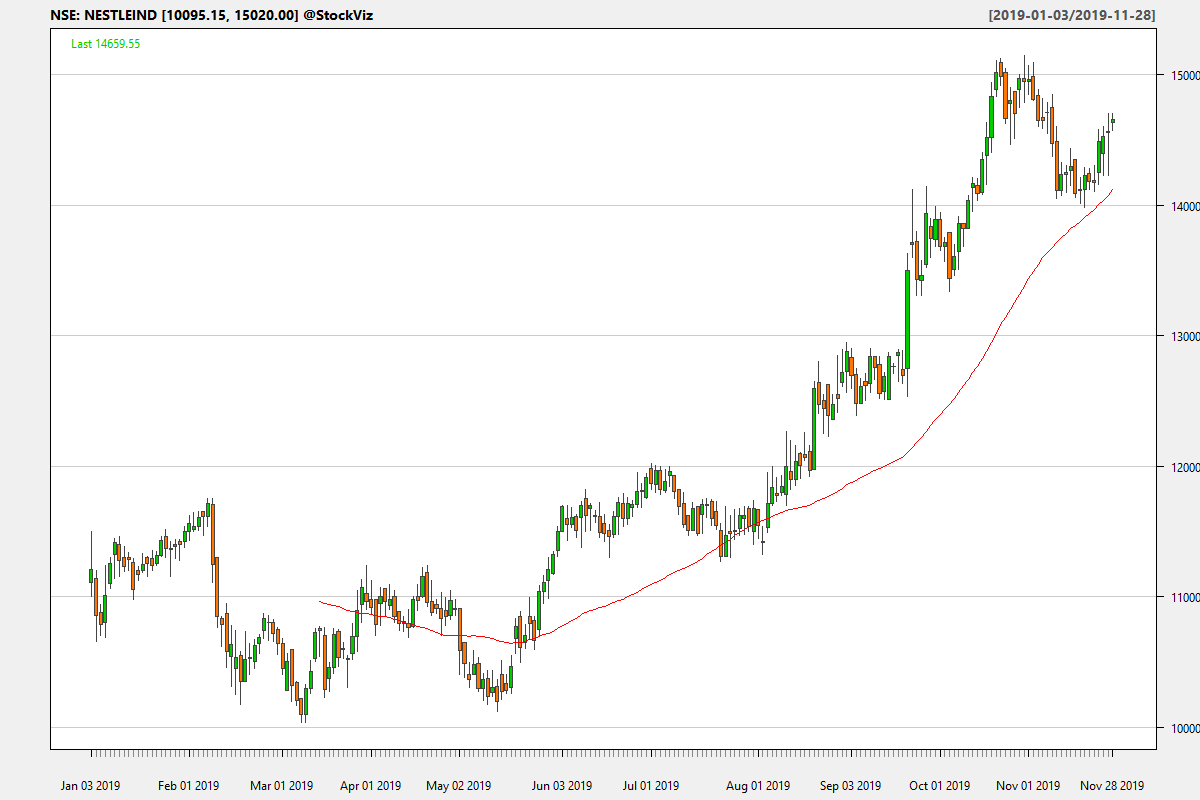 NSE: NESTLEIND [10095.15, 15020.00] @StockViz
[2019-01-03/2019-11-28]
Last 14659.55
15000
14000
13000
12000
11000
10000
Jan 03 2019
Feb 01 2019
Mar 01 2019
Apr 01 2019
May 02 2019
Jun 03 2019
Jul 01 2019
Aug 01 2019
Sep 03 2019
Oct 01 2019
Nov 01 2019
Nov 28 2019